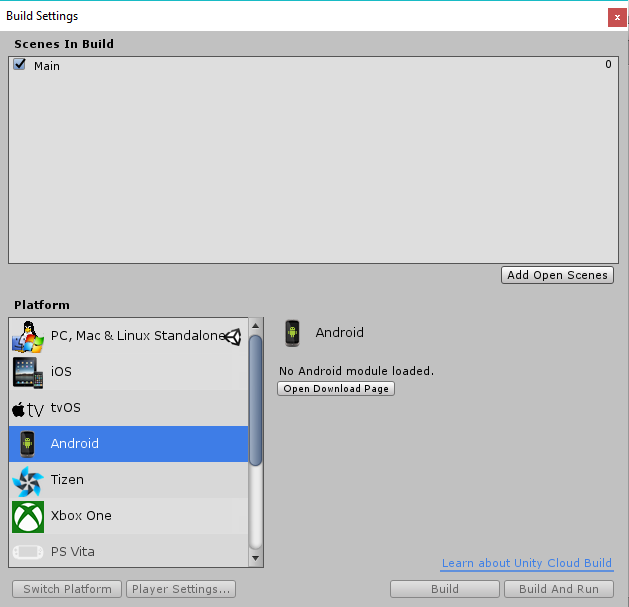 Build Settings
x
Scenes In Build
Main 0
Add Open Scenes
Platform
PC, Mac & Linux Standalone
iOS
tv tvOS
Android
Tizen
Xbox One
PS Vita
Android
No Android module loaded.
Open Download Page
Learn about Unity Cloud Build
Switch Platform
Player Settings...
Build
Build And Run